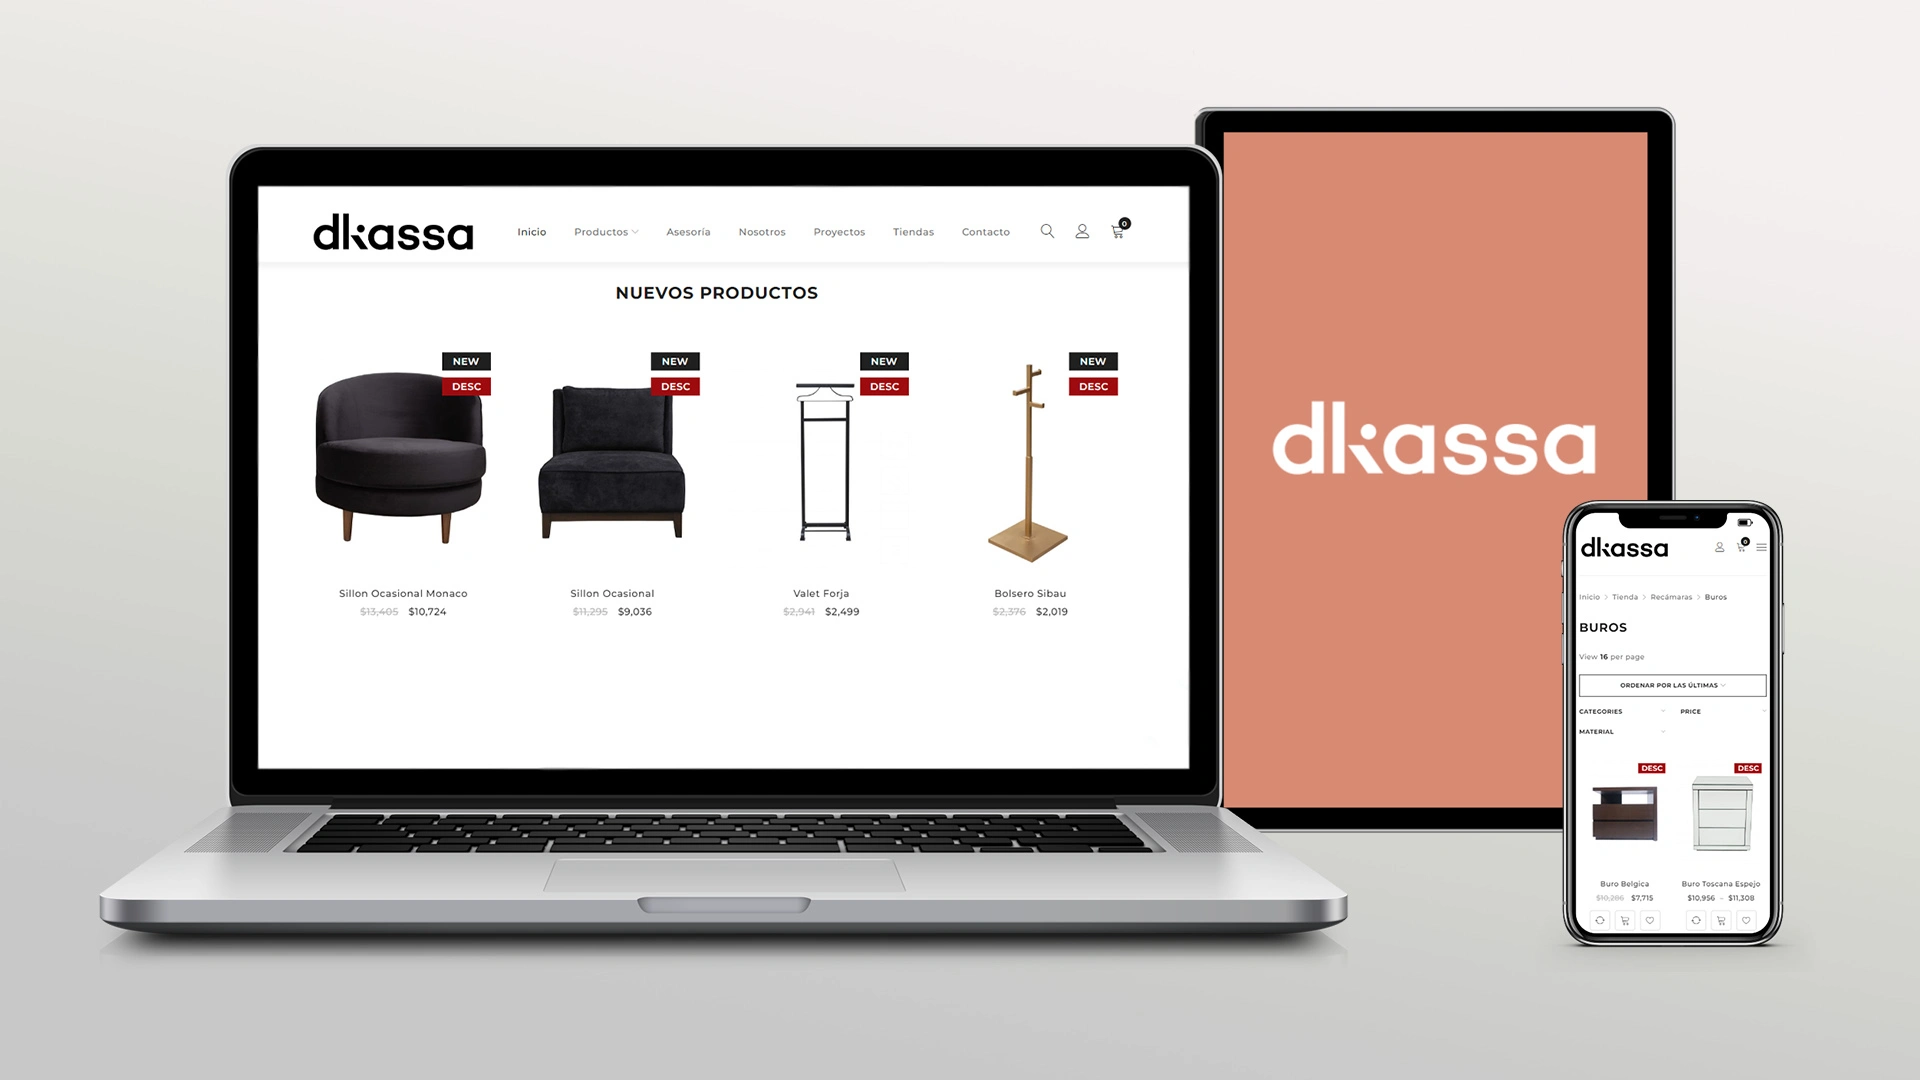 dkassa
Inicio Productos Asesoría Nosotros Proyectos Tiendas Contacto 0
NUEVOS PRODUCTOS
NEW
DESC
NEW
DESC
NEW
DESC
NEW
DESC
Sillon Ocasional Monaco
$13,405 $10,724
Sillon Ocasional
$11,295 $9,036
Valet Forja
$2,941 $2,499
Bolsero Sibau
$2,376 $2,019
dkassa
dkassa 0
Inicio > Tienda > Recámaras > Buros
BUROS
View 16 per page
ORDENAR POR LAS ÚLTIMAS
CATEGORIES PRICE
MATERIAL
DESC
DESC
Buro Belgica
$10,286 $7,715
Buro Toscana Espejo
$10,956 – $11,308